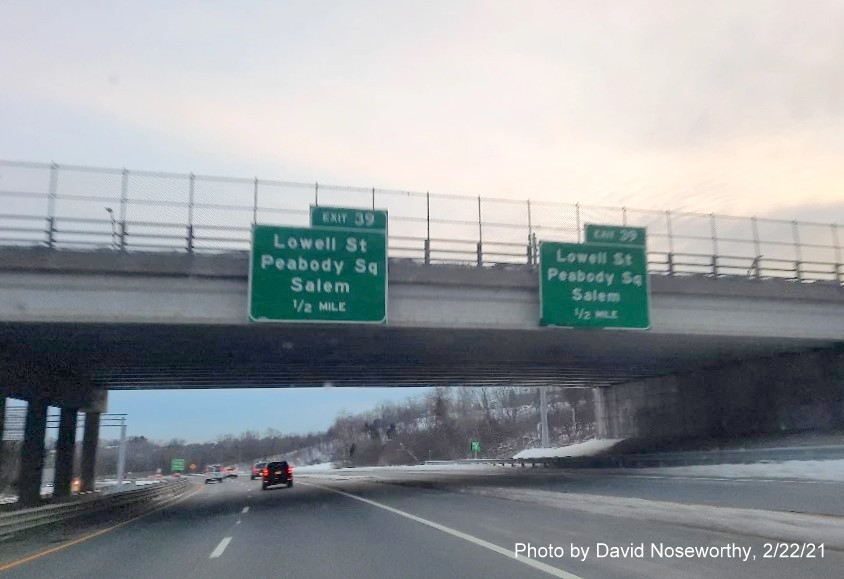 EXIT 39
Lowell St
Peabody Sq
Salem
1/2 MILE
EXIT 39
Lowell St
Peabody Sq
Salem
1/2 MILE
Photo by David Noseworthy, 2/22/21